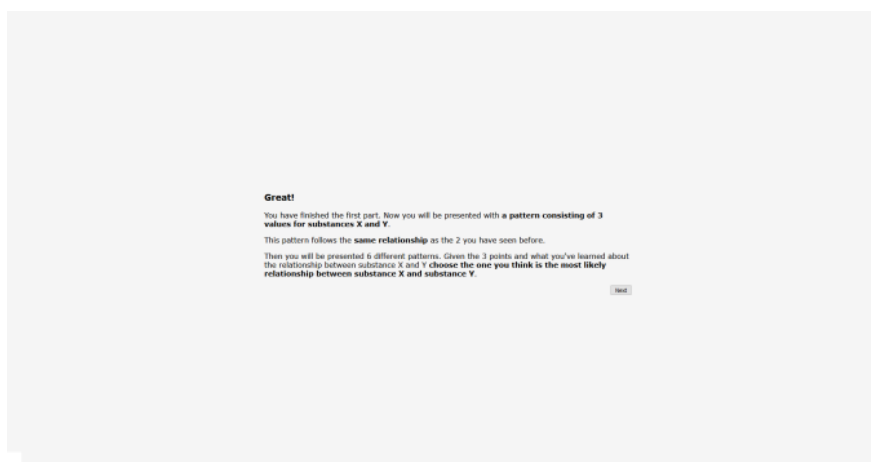 Great!
You have finished the first part. Now you will be presented with a pattern consisting of 3
values for substances X and Y.
This pattern follows the same relationship as the 2 you have seen before.
Then you will be presented 6 different patterns. Given the 3 points and what you've learned about
the relationship between substance X and Y choose the one you think is the most likely
relationship between substance X and substance Y.
Next